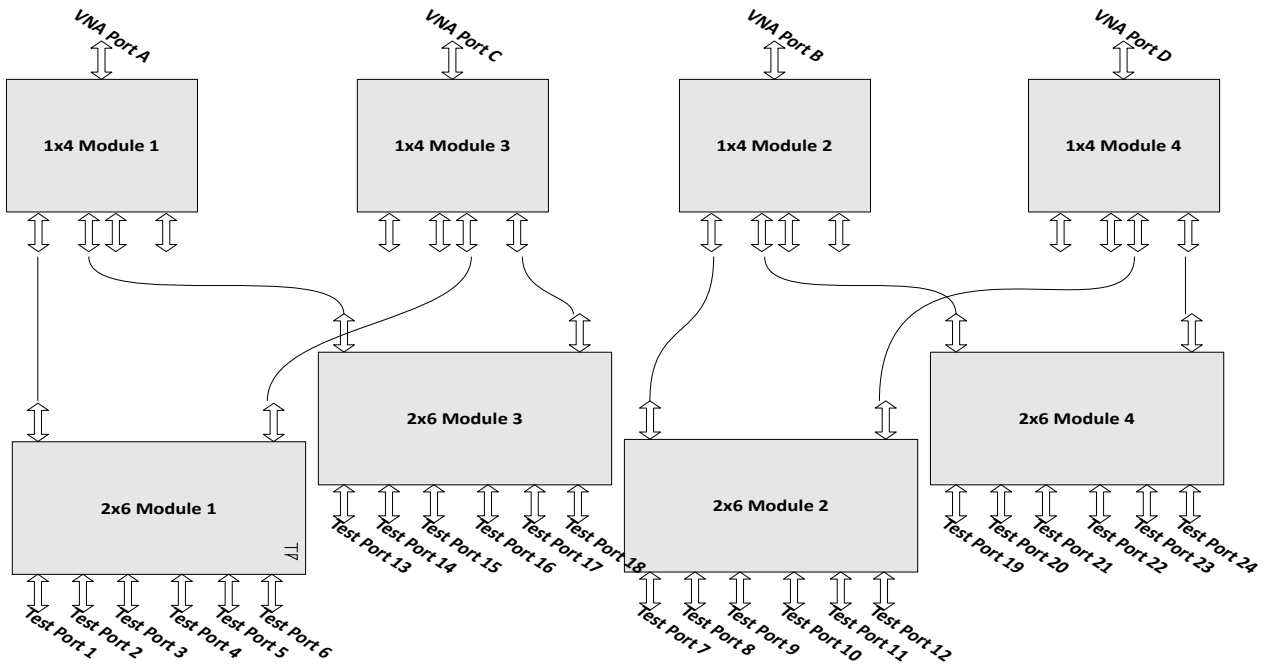 VNA Port A
VNA Port C
VNA Port B
VNA Port D
1x4 Module 1
1x4 Module 3
1x4 Module 2
1x4 Module 4
2x6 Module 3
2x6 Module 4
2x6 Module 1
2x6 Module 2
Test Port 13
Test Port 14
Test Port 15
Test Port 16
Test Port 17
Test Port 18
Test Port 19
Test Port 20
Test Port 21
Test Port 22
Test Port 23
Test Port 24
Test Port 1
Test Port 2
Test Port 3
Test Port 4
Test Port 5
Test Port 6
Test Port 7
Test Port 8
Test Port 9
Test Port 10
Test Port 11
Test Port 12